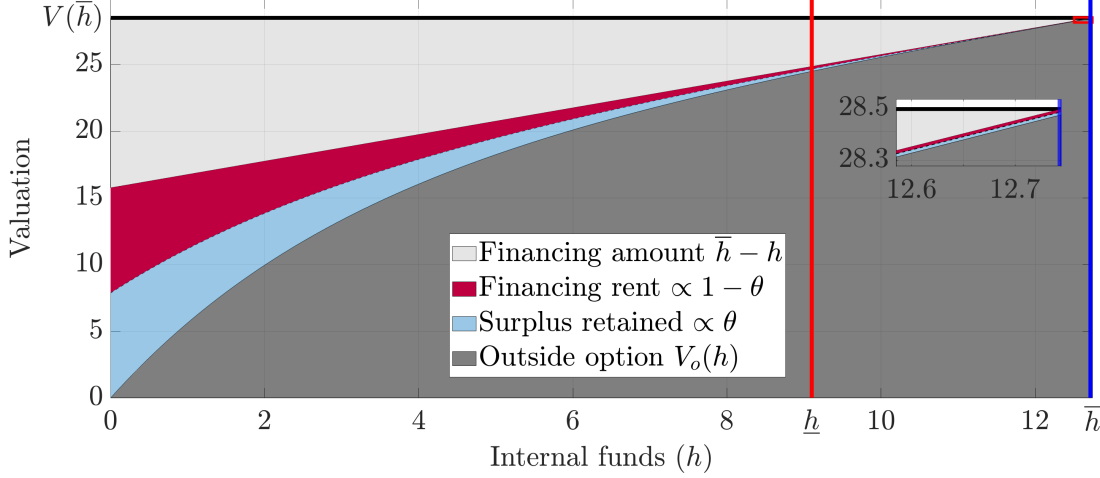 V(h̅)
25
20
15
10
5
0
Valuation
28.5
28.3
12.6 12.7
Financing amount h̅ − h
Financing rent ∝ 1 − θ
Surplus retained ∝ θ
Outside option Vₒ(h)
0 2 4 6 8 h̲ 10 12 h̅
Internal funds (h)